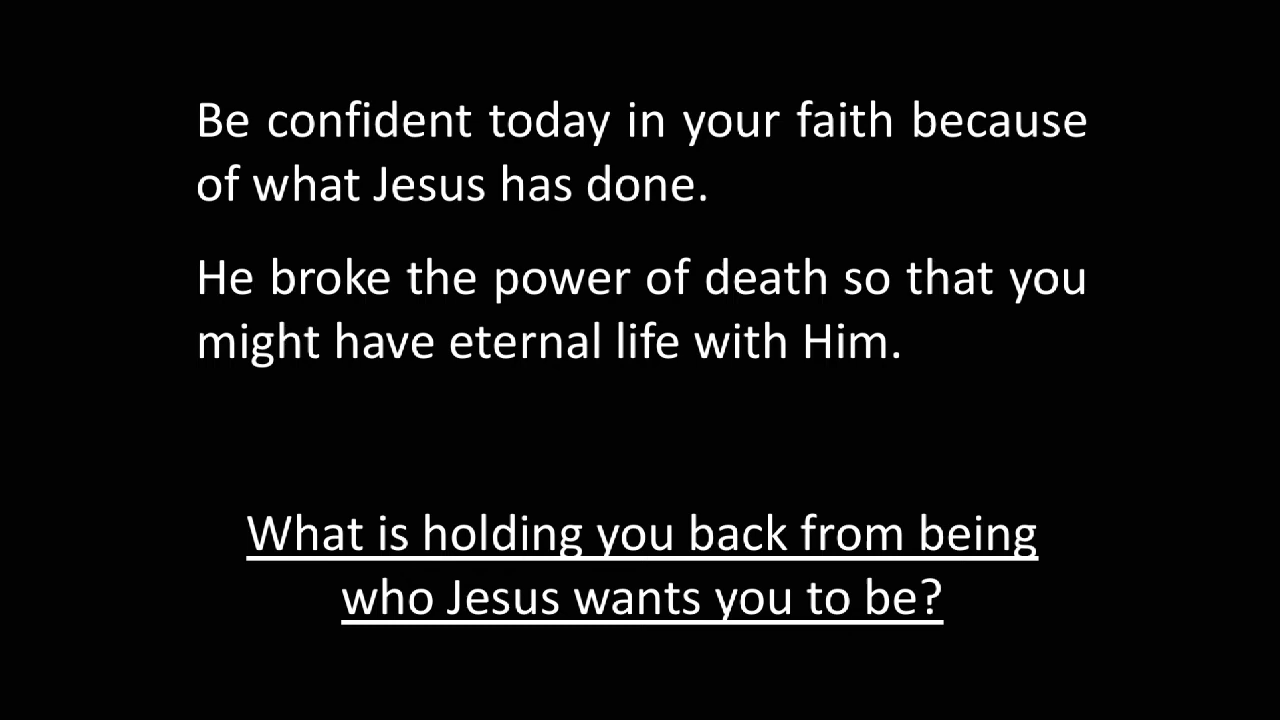 Be confident today in your faith because
of what Jesus has done.
He broke the power of death so that you
might have eternal life with Him.
What is holding you back from being
who Jesus wants you to be?